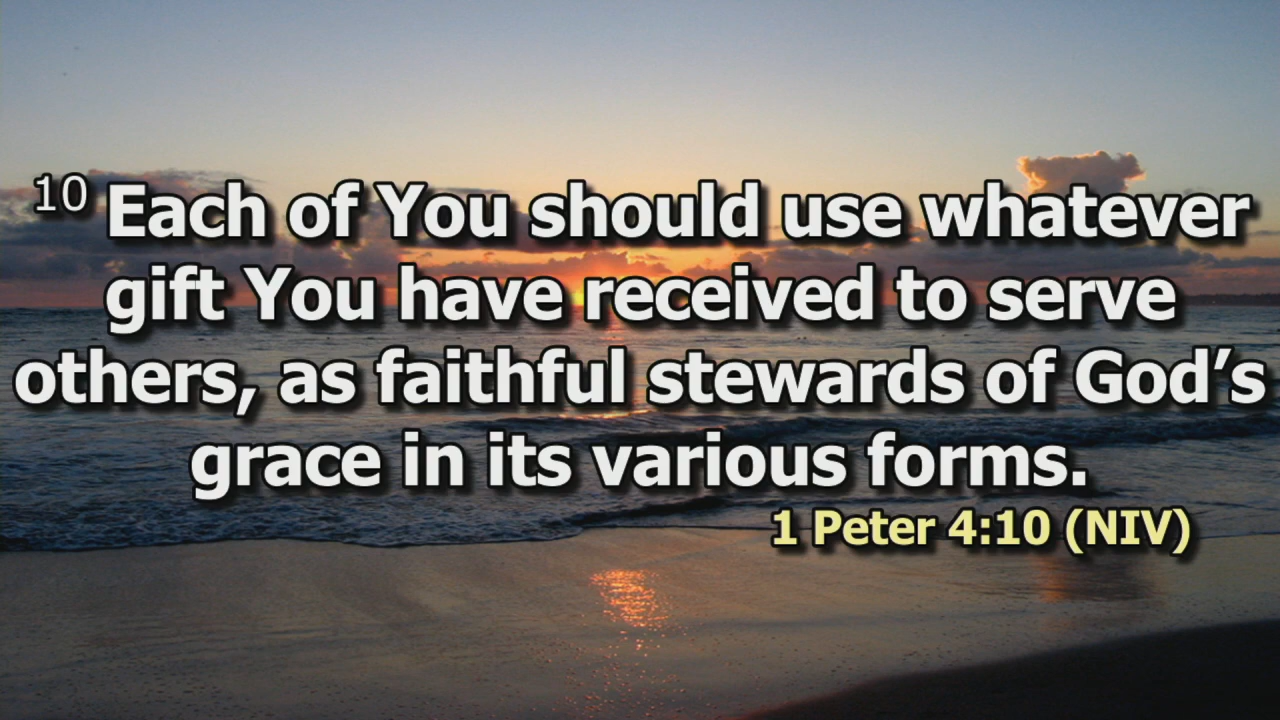 10 Each of You should use whatever
gift You have received to serve
others, as faithful stewards of God’s
grace in its various forms.
1 Peter 4:10 (NIV)